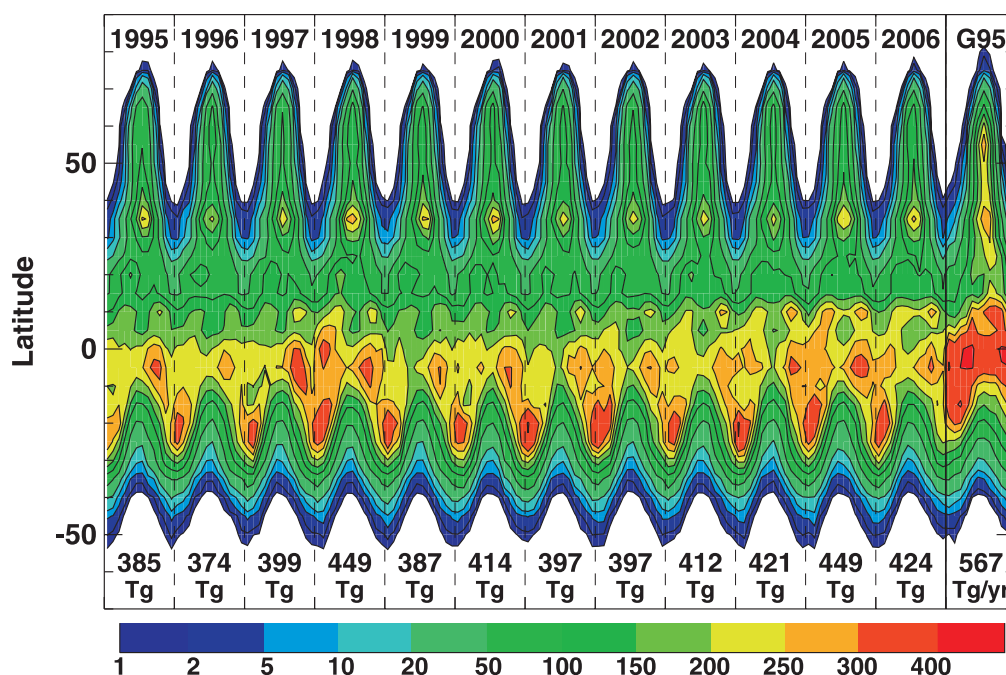 1995 1996 1997 1998 1999 2000 2001 2002 2003 2004 2005 2006 G95
Latitude
50
0
-50
385 374 399 449 387 414 397 397 412 421 449 424 567
Tg Tg Tg Tg Tg Tg Tg Tg Tg Tg Tg Tg Tg/yr
1 2 5 10 20 50 100 150 200 250 300 400